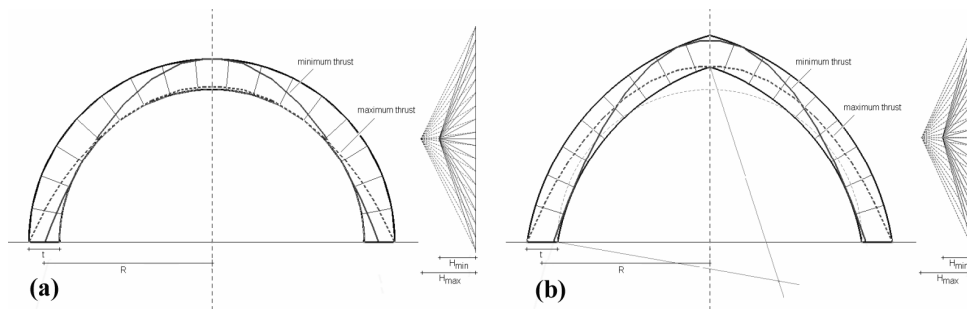 minimum thrust
maximum thrust
t
R
Hmin
Hmax
(a)
minimum thrust
maximum thrust
t
R
Hmin
Hmax
(b)